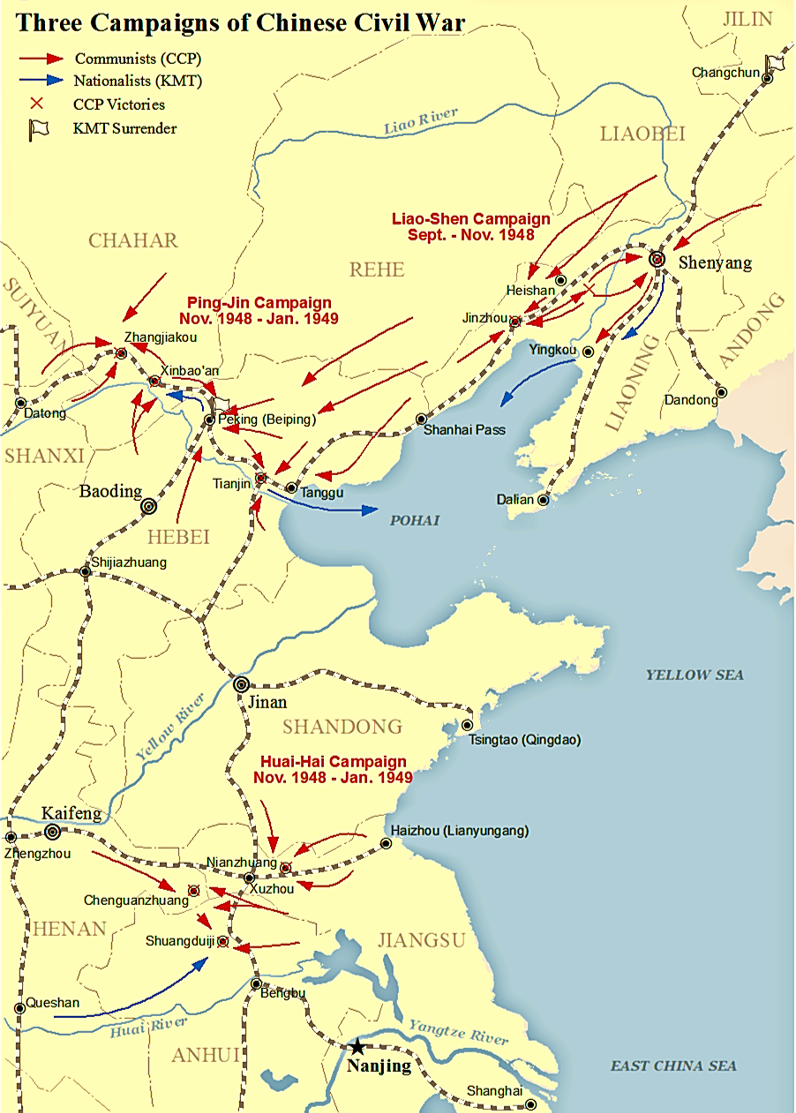 Three Campaigns of Chinese Civil War
Communists (CCP)
Nationalists (KMT)
CCP Victories
KMT Surrender
JILIN
Changchun
Liao River
LIAOBEI
Liao-Shen Campaign
Sept. - Nov. 1948
CHAHAR
REHE
Shenyang
SUIYUAN
Heishan
Ping-Jin Campaign
Nov. 1948 - Jan. 1949
Jinzhou
ANDONG
Zhangjiakou
Yingkou
Xinbao'an
LIAONING
Datong
Dandong
Peking (Beiping)
Shanhai Pass
SHANXI
Tianjin
Tanggu
Baoding
Dalian
POHAI
HEBEI
Shijiazhuang
YELLOW SEA
Jinan
Yellow River
SHANDONG
Tsingtao (Qingdao)
Huai-Hai Campaign
Nov. 1948 - Jan. 1949
Kaifeng
Haizhou (Lianyungang)
Zhengzhou
Nianzhuang
Xuzhou
Chenguanzhuang
HENAN
Shuangduiji
JIANGSU
Bengbu
Queshan
Huai River
Yangtze River
ANHUI
Nanjing
EAST CHINA SEA
Shanghai